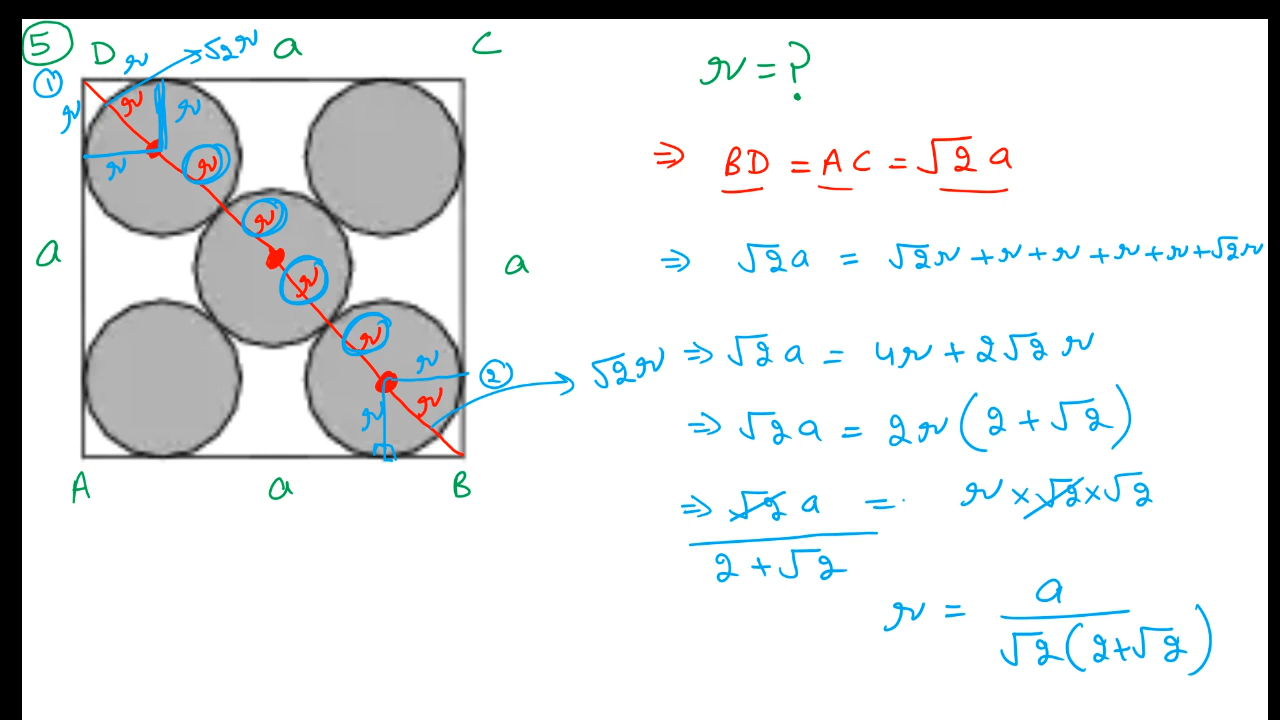 5
D r √2r a C
1 r r r r
r r
a r a
r
r r 2
r r √2r
A a B
r = ?
⇒ BD = AC = √2 a
⇒ √2a = √2r + r + r + r + r + √2r
⇒ √2 a = 4r + 2√2 r
⇒ √2a = 2r (2 + √2)
⇒ √2 a / 2 + √2 = r × √2 × √2
r = a / √2 (2+√2)